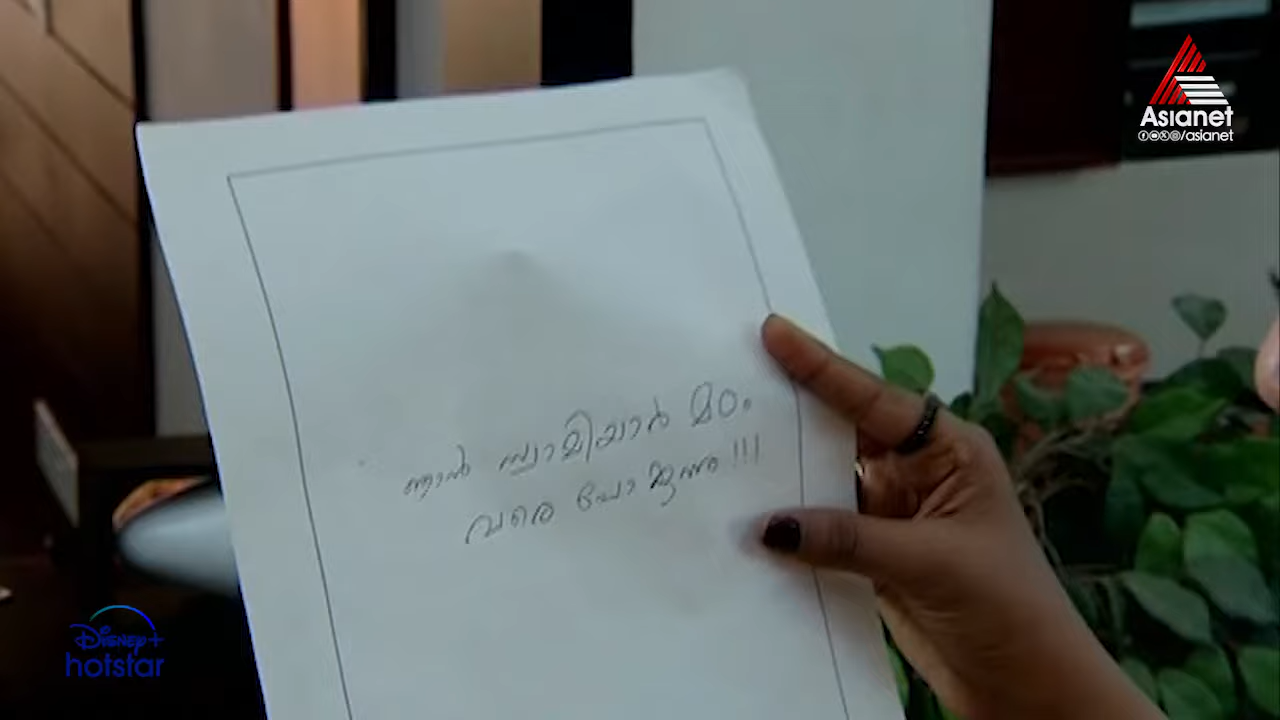 Asianet
/asianet
ഞാൻ സ്വാമിയാർ മഠം
വരെ പോകുന്നു !!!
Disney+
hotstar